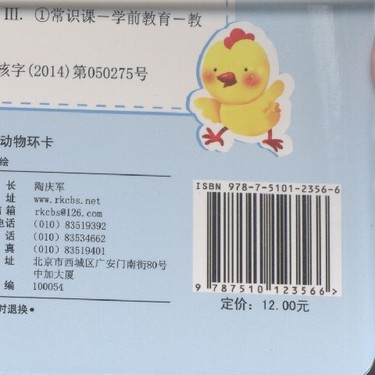 III. ①常识课－学前教育－教
核字(2014)第050275号
动物环卡
绘
长 陶庆军
址 www.rkcbs.net
箱 rkcbs@126.com
电话 (010) 83519392
话 (010) 83534662
真 (010) 83519401
址 北京市西城区广安门南街80号
中加大厦
编 100054
时退换·
ISBN 978-7-5101-2356-6
9 787510 123566 >
定价：12.00元